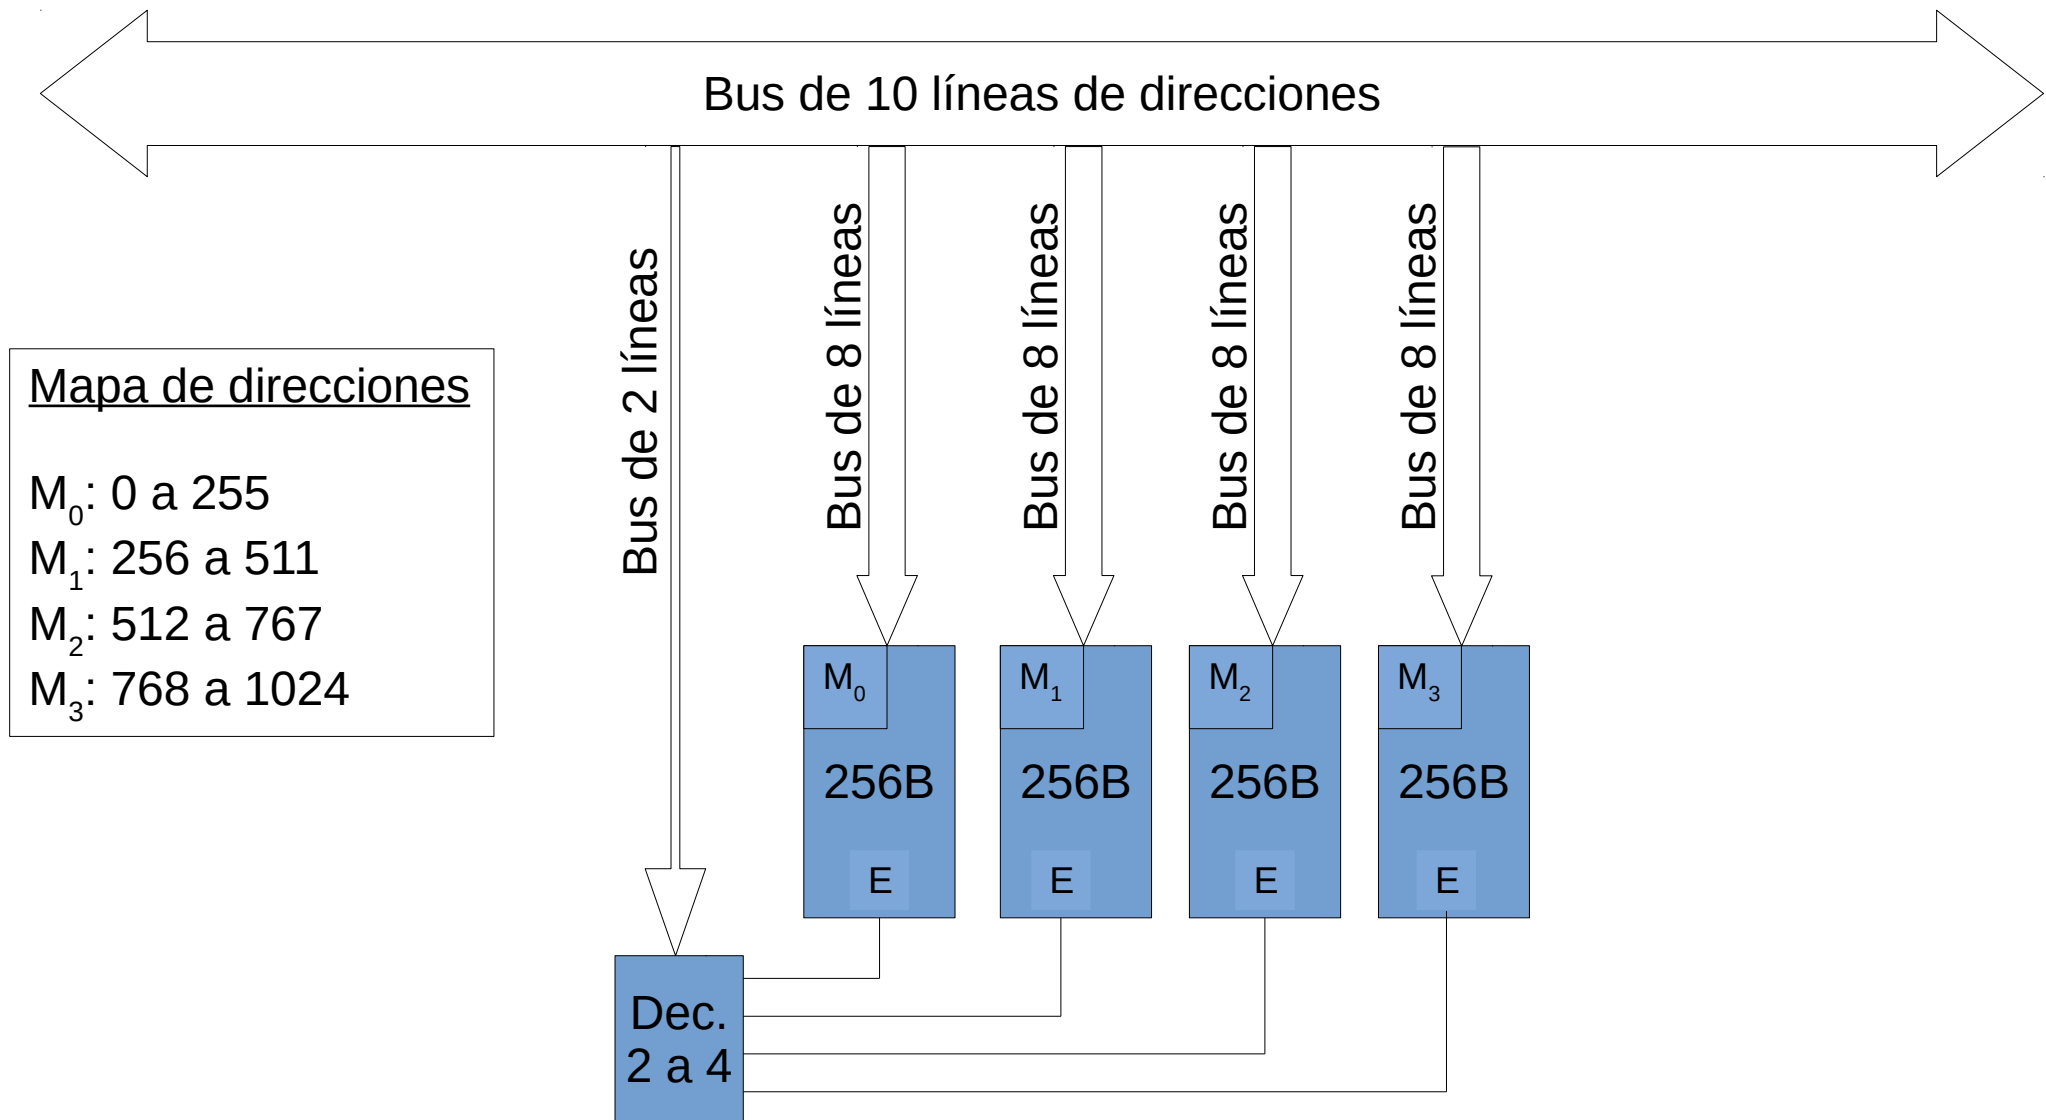 Bus de 10 líneas de direcciones
Bus de 2 líneas
Bus de 8 líneas
Bus de 8 líneas
Bus de 8 líneas
Bus de 8 líneas
Mapa de direcciones
M0: 0 a 255
M1: 256 a 511
M2: 512 a 767
M3: 768 a 1024
M0
256B
E
M1
256B
E
M2
256B
E
M3
256B
E
Dec.
2 a 4